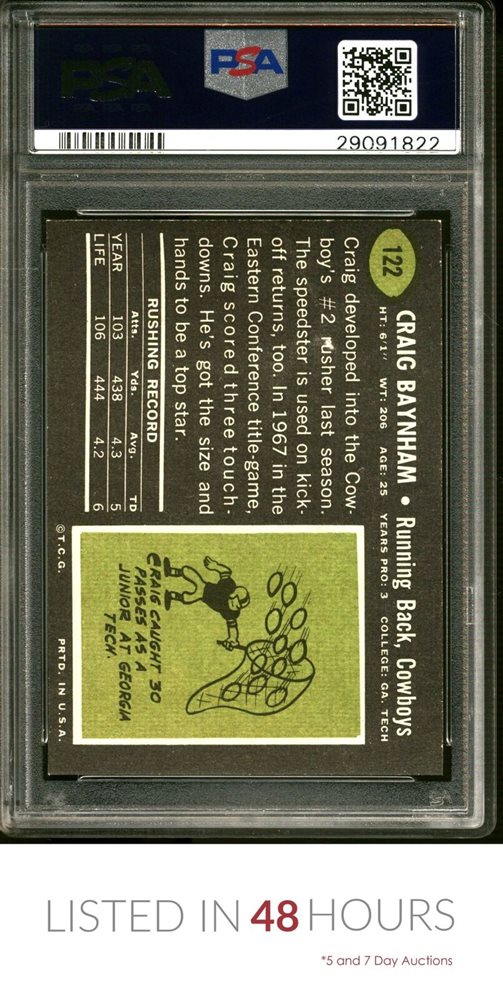 PSA
PSA
29091822
122
CRAIG BAYNHAM • Running Back, Cowboys
HT: 6'1" WT: 206 AGE: 25 YEARS PRO: 3 COLLEGE: GA. TECH
Craig developed into the Cow-
boy's #2 rusher last season.
The speedster is used on kick-
off returns, too. In 1967 in the
Eastern Conference title-game,
Craig scored three touch-
downs. He's got the size and
hands to be a top star.
RUSHING RECORD
Atts. Yds. Avg. TD
YEAR 103 438 4.3 5
LIFE 106 444 4.2 6
CRAIG CAUGHT 30
PASSES AS A
JUNIOR AT GEORGIA
TECH.
©T.C.G. PRTD. IN U.S.A.
LISTED IN 48 HOURS
*5 and 7 Day Auctions